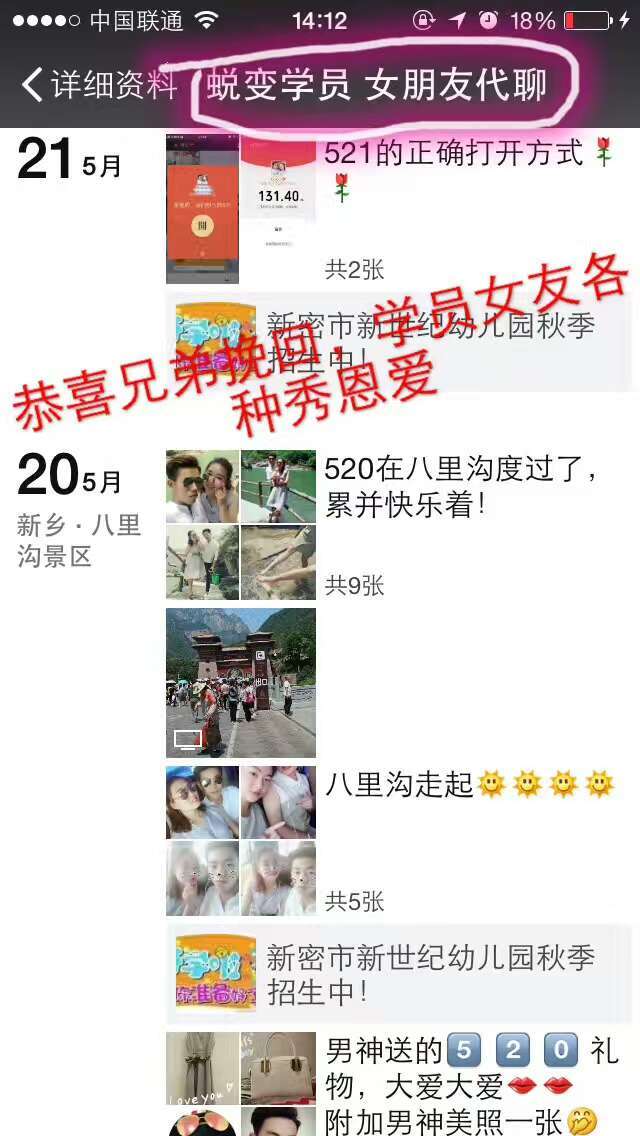 中国联通 14:12 18%
详细资料 蜕变学员 女朋友代聊
21 5月
131.40
521的正确打开方式
共2张
新密市新世纪幼儿园秋季
招生中!
恭喜兄弟挽回，学员女友各
种秀恩爱
20 5月
新乡·八里
沟景区
520在八里沟度过了，
累并快乐着!
共9张
出口
八里沟走起
共5张
新密市新世纪幼儿园秋季
招生中!
Love you
男神送的5 2 0 礼
物，大爱大爱
附加男神美照一张